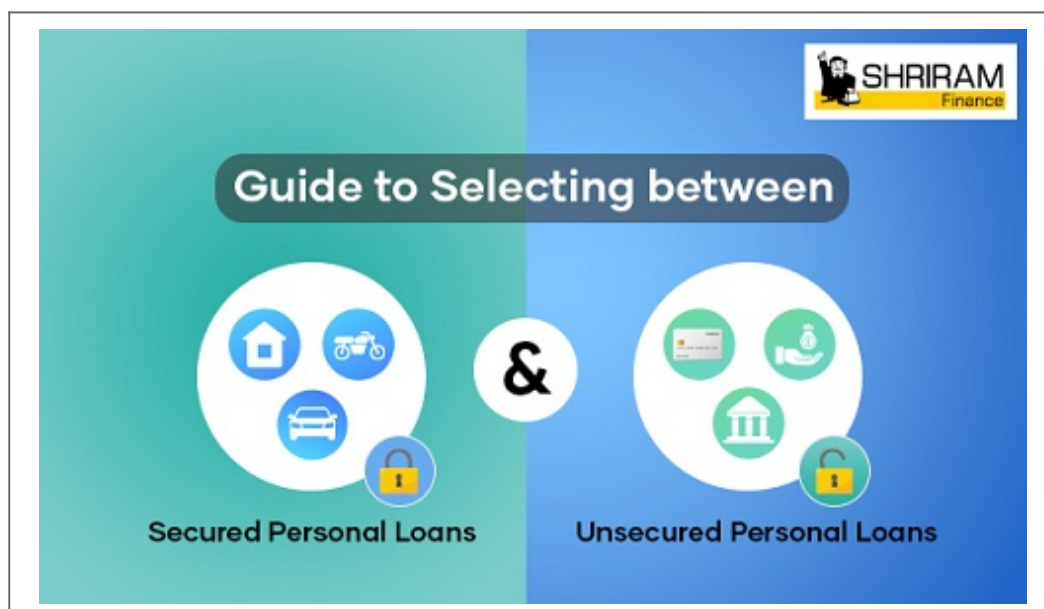 SHRIRAM
Finance
Guide to Selecting between
&
Secured Personal Loans
Unsecured Personal Loans